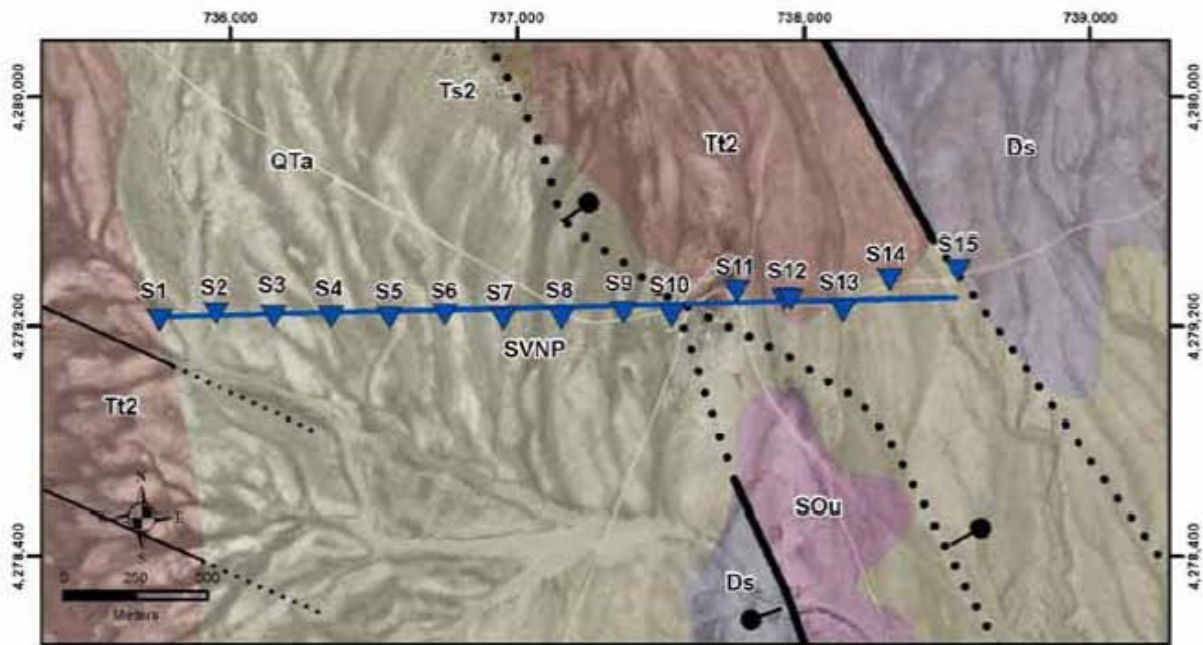 736,000 737,000 738,000 739,000
4,280,000 4,280,000
Ts2
Tt2
Ds
QTa
S1 S2 S3 S4 S5 S6 S7 S8 S9 S10 S11 S12 S13 S14 S15
4,279,200 4,279,200
SVNP
Tt2
SOu
N
E
S
4,278,400 4,278,400
Ds
0 250 500
Meters